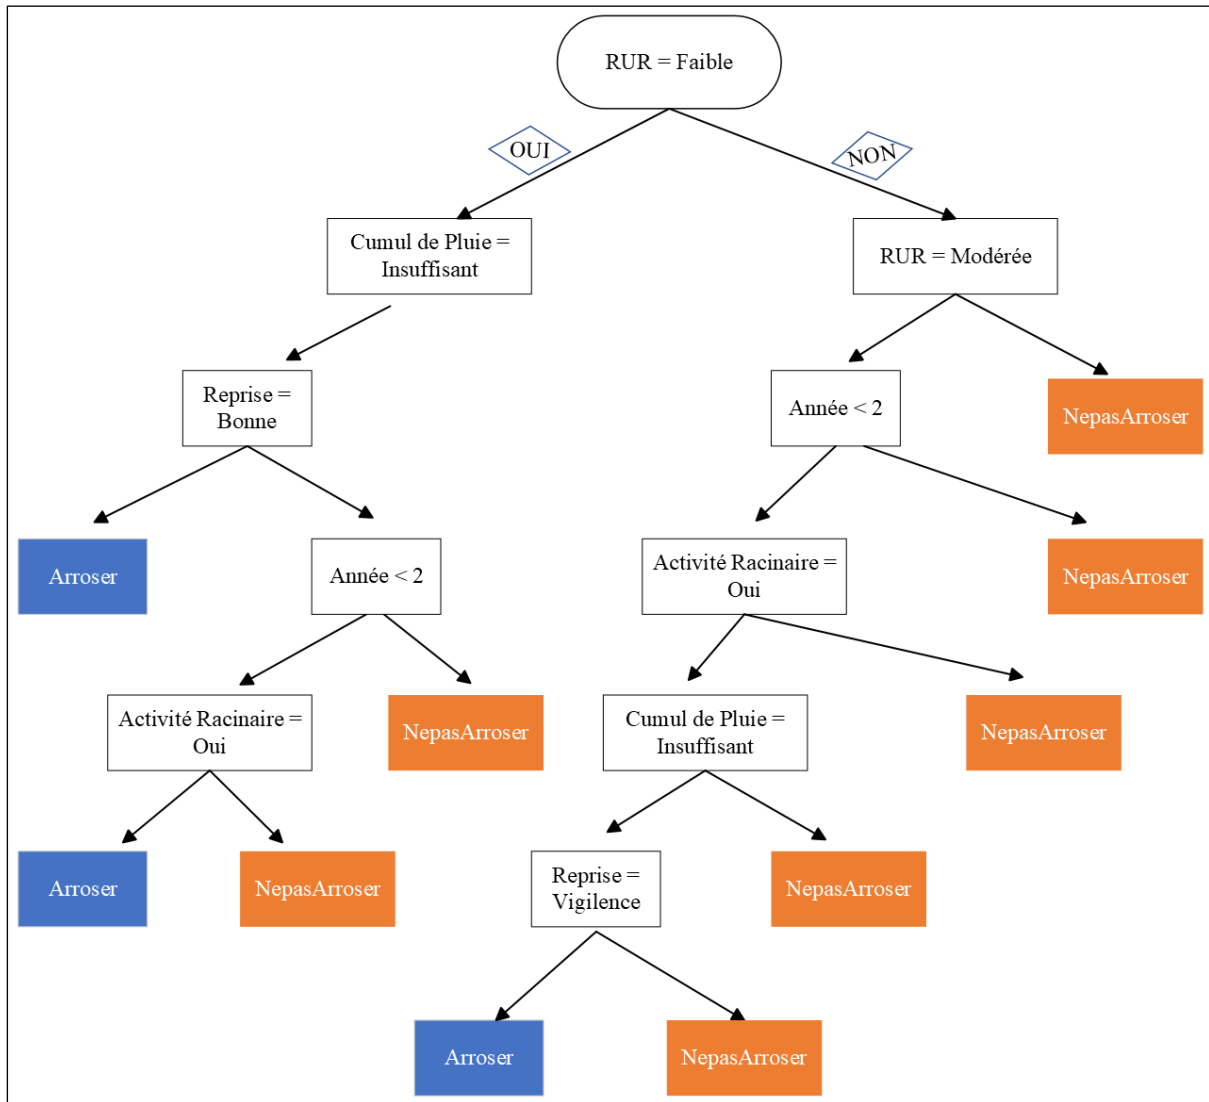 RUR = Faible
OUI
NON
Cumul de Pluie =
Insuffisant
RUR = Modérée
Reprise =
Bonne
Année < 2
NepasArroser
Arroser
Année < 2
Activité Racinaire =
Oui
NepasArroser
Activité Racinaire =
Oui
NepasArroser
Cumul de Pluie =
Insuffisant
NepasArroser
Arroser
NepasArroser
Reprise =
Vigilence
NepasArroser
Arroser
NepasArroser